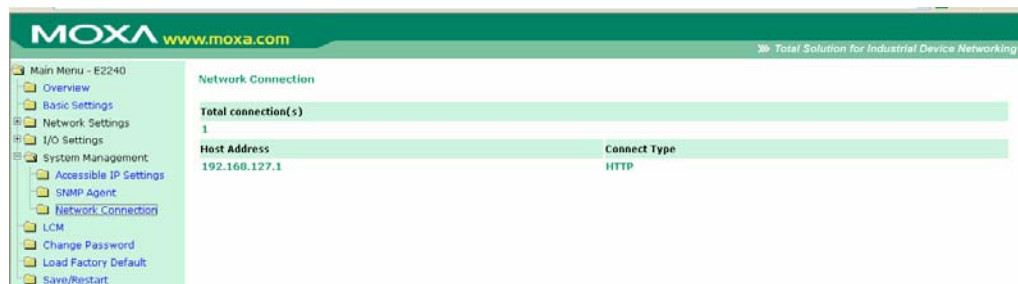 MOXA www.moxa.com
Total Solution for Industrial Device Networking
Main Menu - E2240
Overview
Basic Settings
Network Settings
I/O Settings
System Management
Accessible IP Settings
SNMP Agent
Network Connection
LCM
Change Password
Load Factory Default
Save/Restart
Network Connection
Total connection(s)
1
Host Address Connect Type
192.168.127.1 HTTP